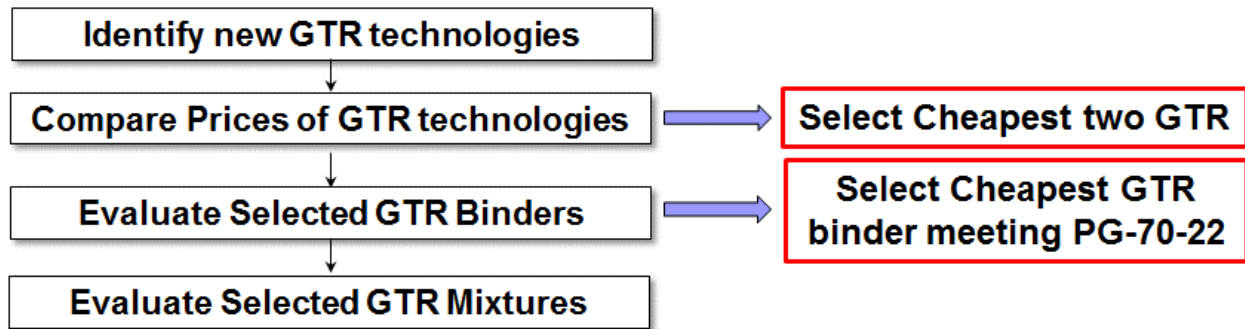 Identify new GTR technologies
Compare Prices of GTR technologies
Select Cheapest two GTR
Evaluate Selected GTR Binders
Select Cheapest GTR
binder meeting PG-70-22
Evaluate Selected GTR Mixtures